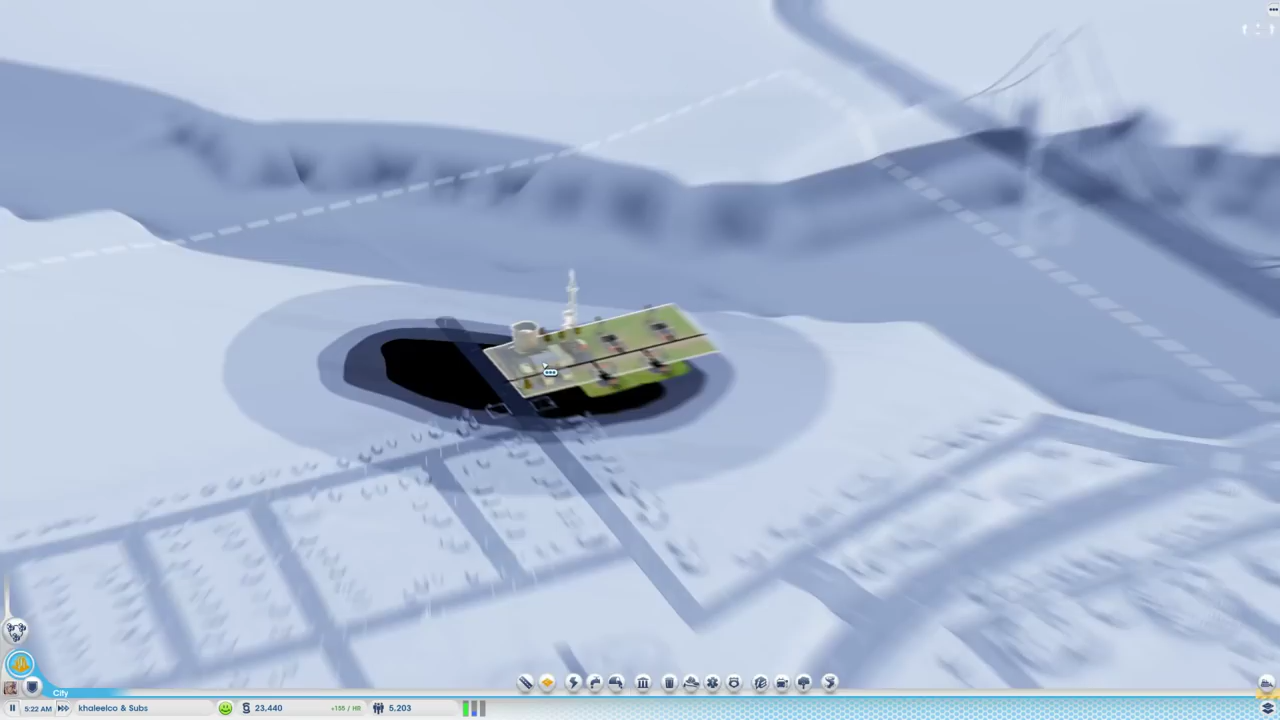 City
5:22 AM
khaleelco & Subs
23,440
+155 / HR
5,203